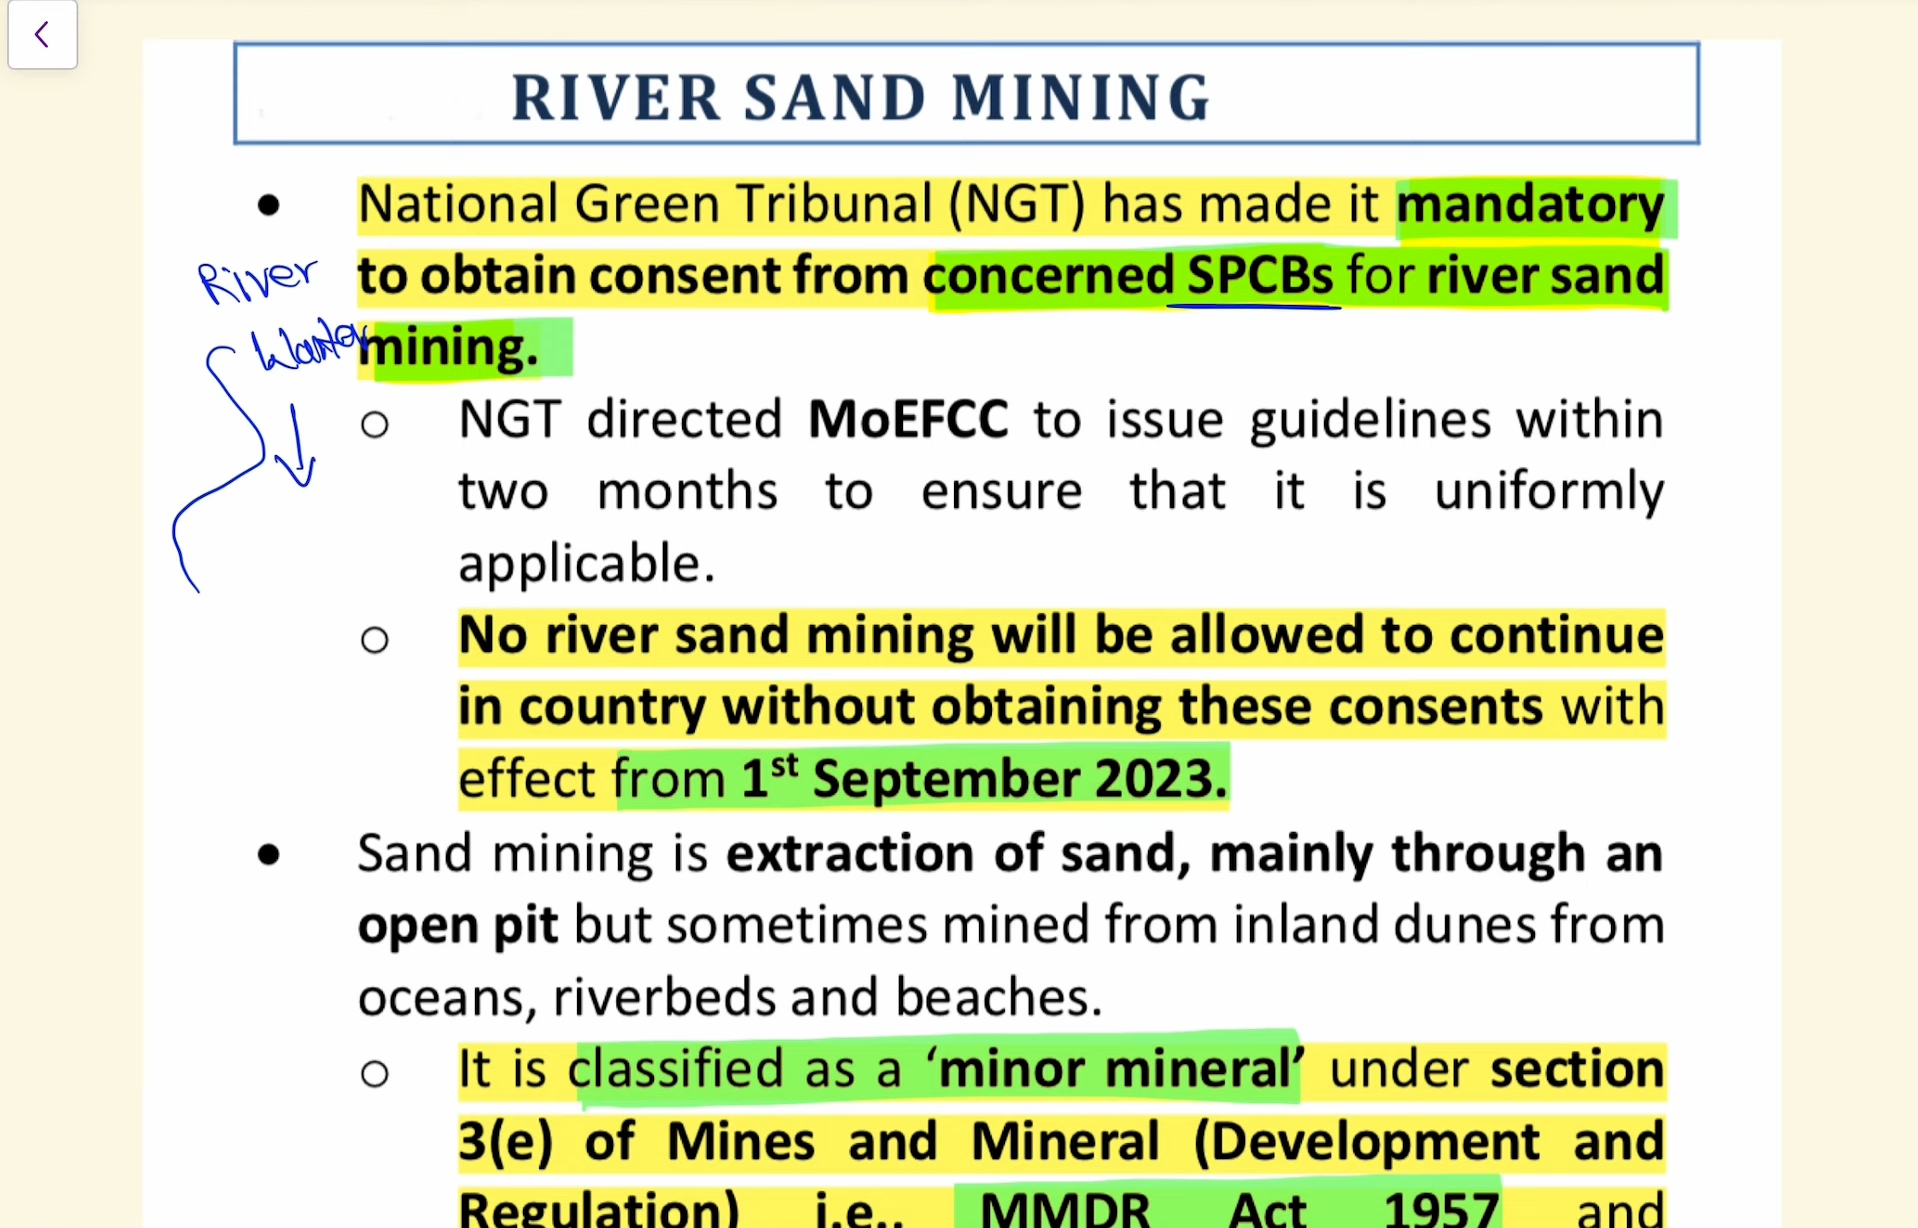 RIVER SAND MINING
• National Green Tribunal (NGT) has made it mandatory
River to obtain consent from concerned SPCBs for river sand
Water mining.
o NGT directed MoEFCC to issue guidelines within
two months to ensure that it is uniformly
applicable.
o No river sand mining will be allowed to continue
in country without obtaining these consents with
effect from 1st September 2023.
• Sand mining is extraction of sand, mainly through an
open pit but sometimes mined from inland dunes from
oceans, riverbeds and beaches.
o It is classified as a ‘minor mineral’ under section
3(e) of Mines and Mineral (Development and
Regulation) i.e., MMDR Act 1957 and